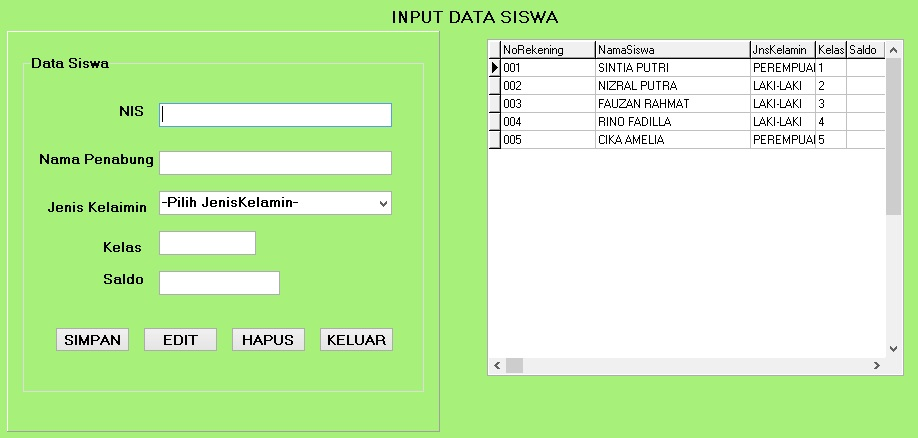 INPUT DATA SISWA
Data Siswa
NIS
Nama Penabung
Jenis Kelaimin
-Pilih JenisKelamin-
Kelas
Saldo
SIMPAN EDIT HAPUS KELUAR
NoRekening NamaSiswa JnsKelamin Kelas Saldo
001 SINTIA PUTRI PEREMPUAI 1
002 NIZRAL PUTRA LAKI-LAKI 2
003 FAUZAN RAHMAT LAKI-LAKI 3
004 RINO FADILLA LAKI-LAKI 4
005 CIKA AMELIA PEREMPUAI 5